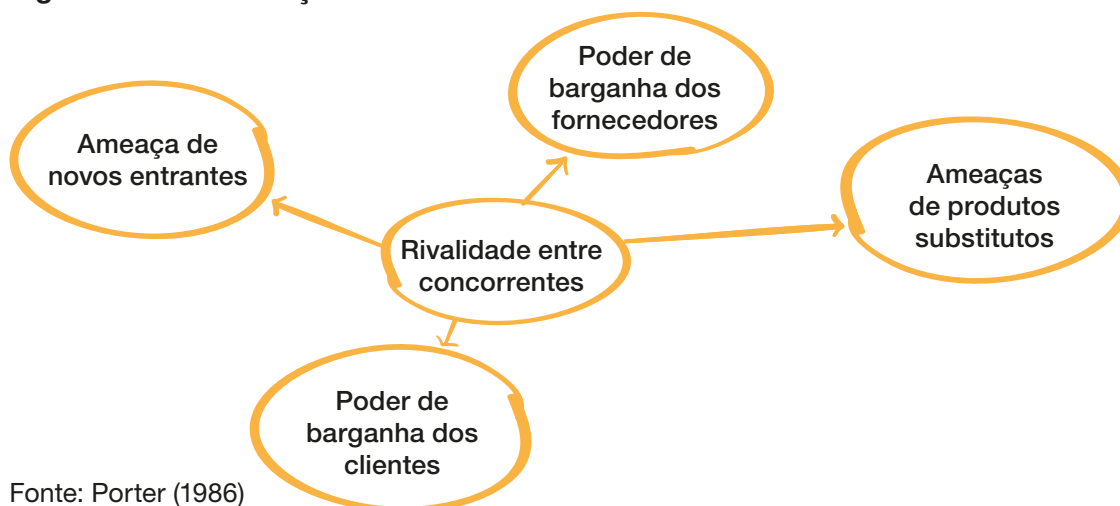 Poder de
barganha dos
fornecedores
Ameaça de
novos entrantes
Ameaças
de produtos
substitutos
Rivalidade entre
concorrentes
Poder de
barganha dos
clientes
Fonte: Porter (1986)